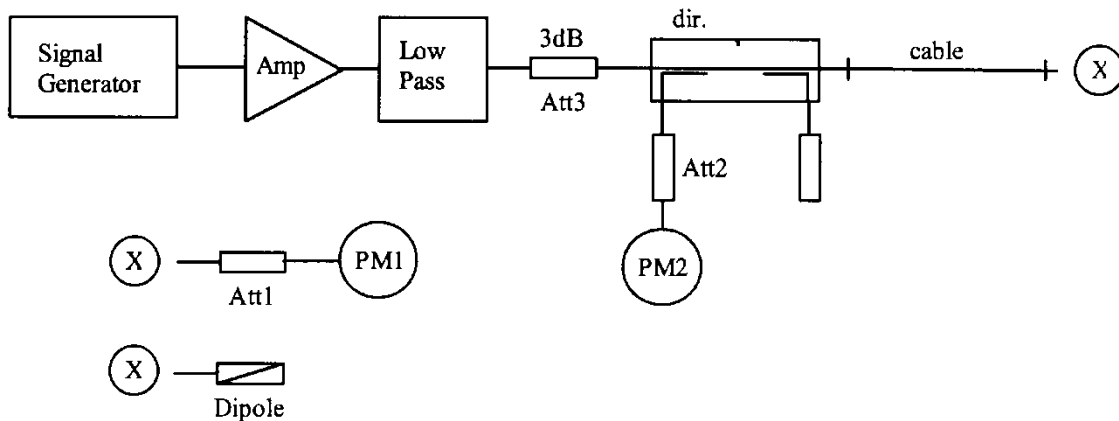 Signal
Generator
Amp
Low
Pass
3dB
Att3
dir.
cable
X
Att2
PM2
X
Att1
PM1
X
Dipole